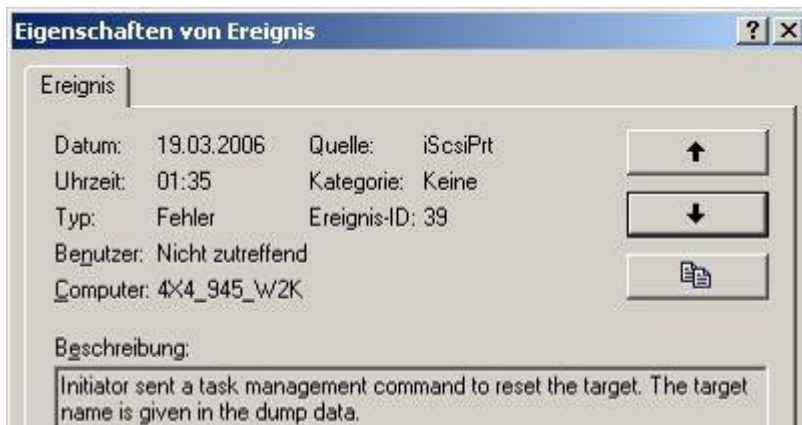 Eigenschaften von Ereignis
Ereignis
Datum: 19.03.2006 Quelle: iScsiPrt
Uhrzeit: 01:35 Kategorie: Keine
Typ: Fehler Ereignis-ID: 39
Benutzer: Nicht zutreffend
Computer: 4X4_945_W2K
Beschreibung:
Initiator sent a task management command to reset the target. The target
name is given in the dump data.